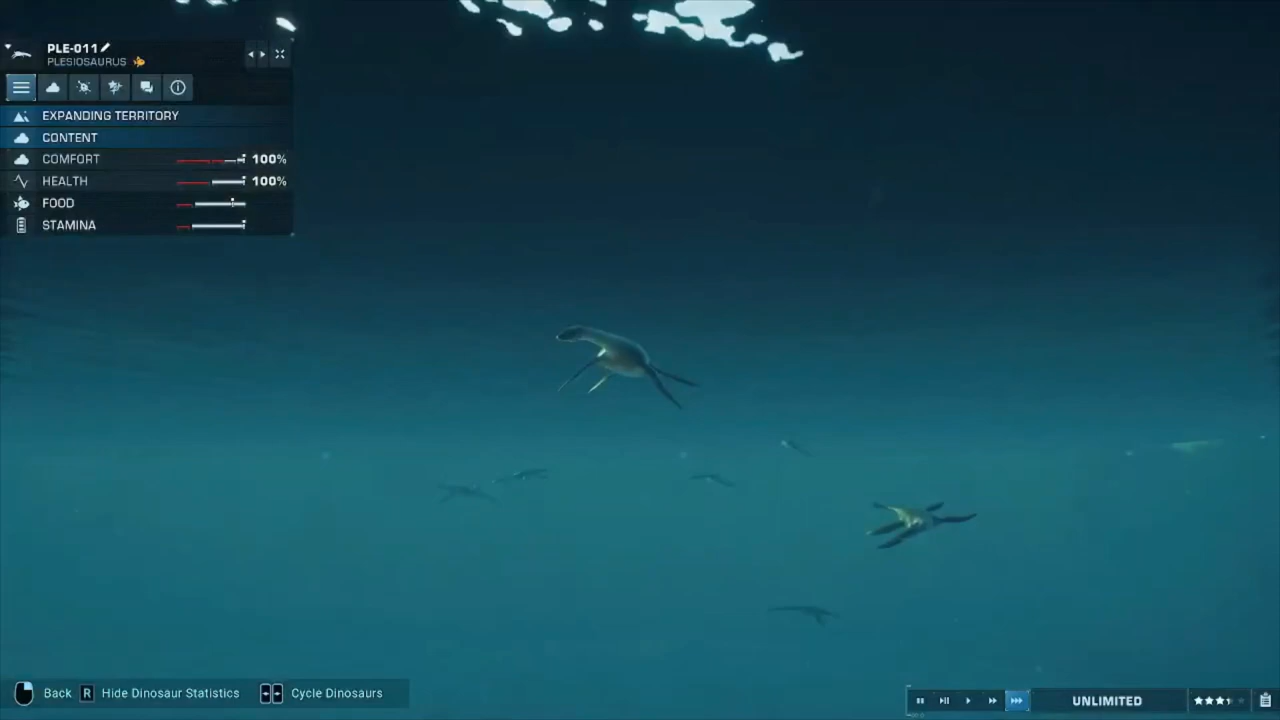 PLE-011
PLESIOSAURUS
EXPANDING TERRITORY
CONTENT
COMFORT 100%
HEALTH 100%
FOOD
STAMINA
Back R Hide Dinosaur Statistics Cycle Dinosaurs
UNLIMITED